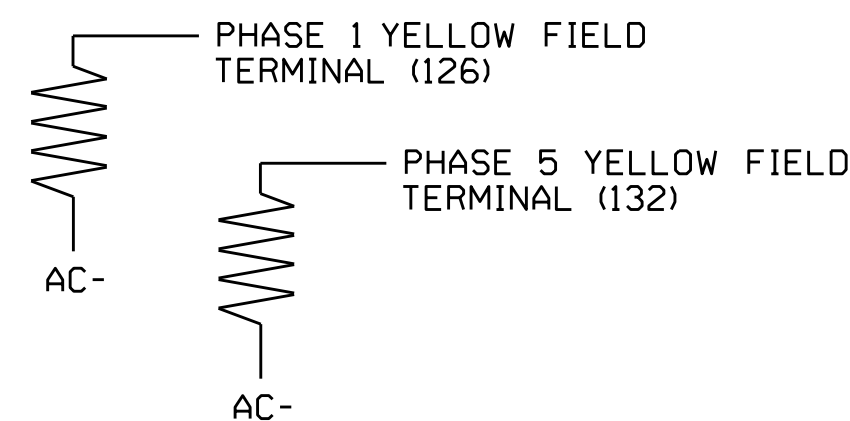 PHASE 1 YELLOW FIELD
TERMINAL (126)
AC-
PHASE 5 YELLOW FIELD
TERMINAL (132)
AC-